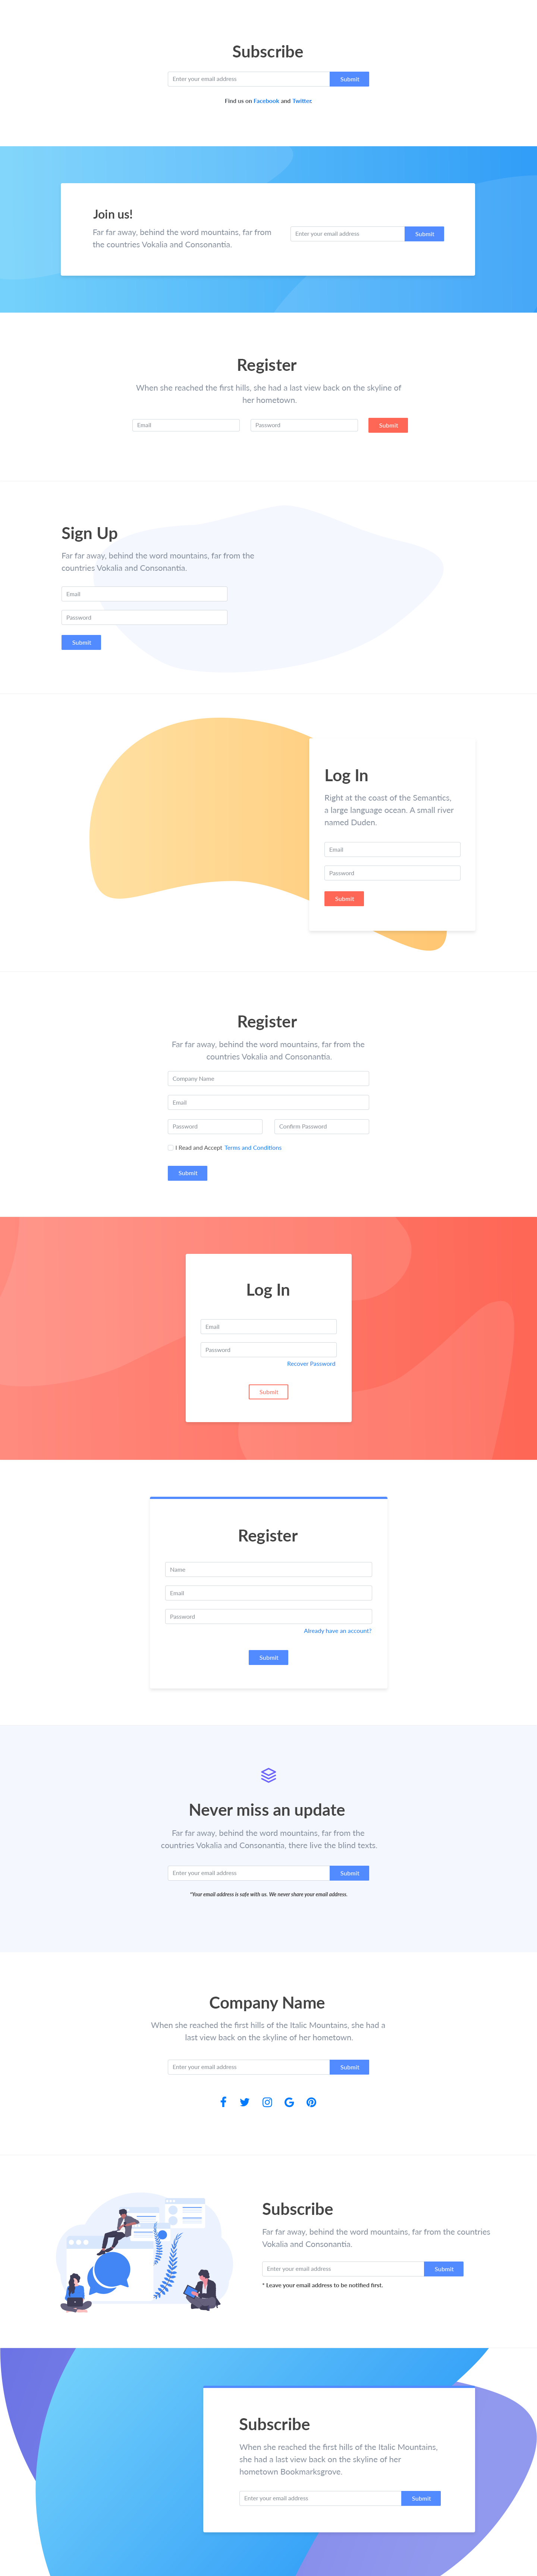 Subscribe
Enter your email address
Submit
Find us on Facebook and Twitter.
Join us!
Far far away, behind the word mountains, far from
the countries Vokalia and Consonantia.
Enter your email address
Submit
Register
When she reached the first hills, she had a last view back on the skyline of
her hometown.
Email
Password
Submit
Sign Up
Far far away, behind the word mountains, far from the
countries Vokalia and Consonantia.
Email
Password
Submit
Log In
Right at the coast of the Semantics,
a large language ocean. A small river
named Duden.
Email
Password
Submit
Register
Far far away, behind the word mountains, far from the
countries Vokalia and Consonantia.
Company Name
Email
Password
Confirm Password
I Read and Accept Terms and Conditions
Submit
Log In
Email
Password
Recover Password
Submit
Register
Name
Email
Password
Already have an account?
Submit
Never miss an update
Far far away, behind the word mountains, far from the
countries Vokalia and Consonantia, there live the blind texts.
Enter your email address
Submit
*Your email address is safe with us. We never share your email address.
Company Name
When she reached the first hills of the Italic Mountains, she had a
last view back on the skyline of her hometown.
Enter your email address
Submit
Subscribe
Far far away, behind the word mountains, far from the countries
Vokalia and Consonantia.
Enter your email address
Submit
* Leave your email address to be notified first.
Subscribe
When she reached the first hills of the Italic Mountains,
she had a last view back on the skyline of her
hometown Bookmarksgrove.
Enter your email address
Submit